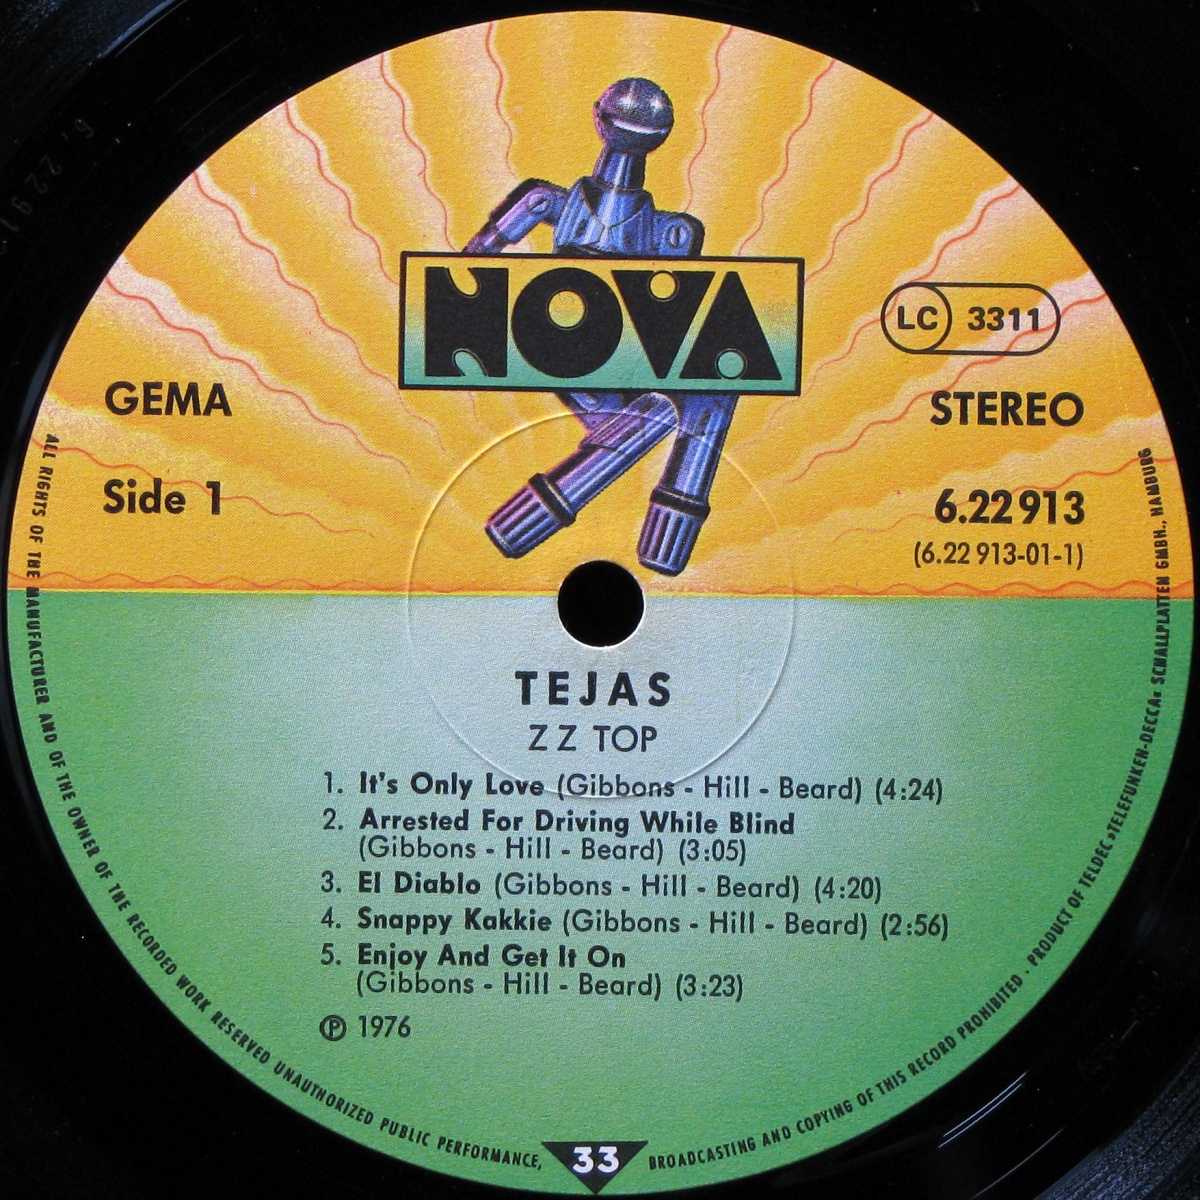 NOVA
LC 3311
GEMA
STEREO
Side 1
6.22913
(6.22 913-01-1)
TEJAS
ZZ TOP
1. It's Only Love (Gibbons - Hill - Beard) (4:24)
2. Arrested For Driving While Blind
(Gibbons - Hill - Beard) (3:05)
3. El Diablo (Gibbons - Hill - Beard) (4:20)
4. Snappy Kakkie (Gibbons - Hill - Beard) (2:56)
5. Enjoy And Get It On
(Gibbons - Hill - Beard) (3:23)
Ⓟ 1976
ALL RIGHTS OF THE MANUFACTURER AND OF THE OWNER OF THE RECORDED WORK RESERVED UNAUTHORIZED PUBLIC PERFORMANCE,
33
BROADCASTING AND COPYING OF THIS RECORD PROHIBITED · PRODUCT OF TELDEC »TELEFUNKEN-DECCA« SCHALLPLATTEN GMBH., HAMBURG